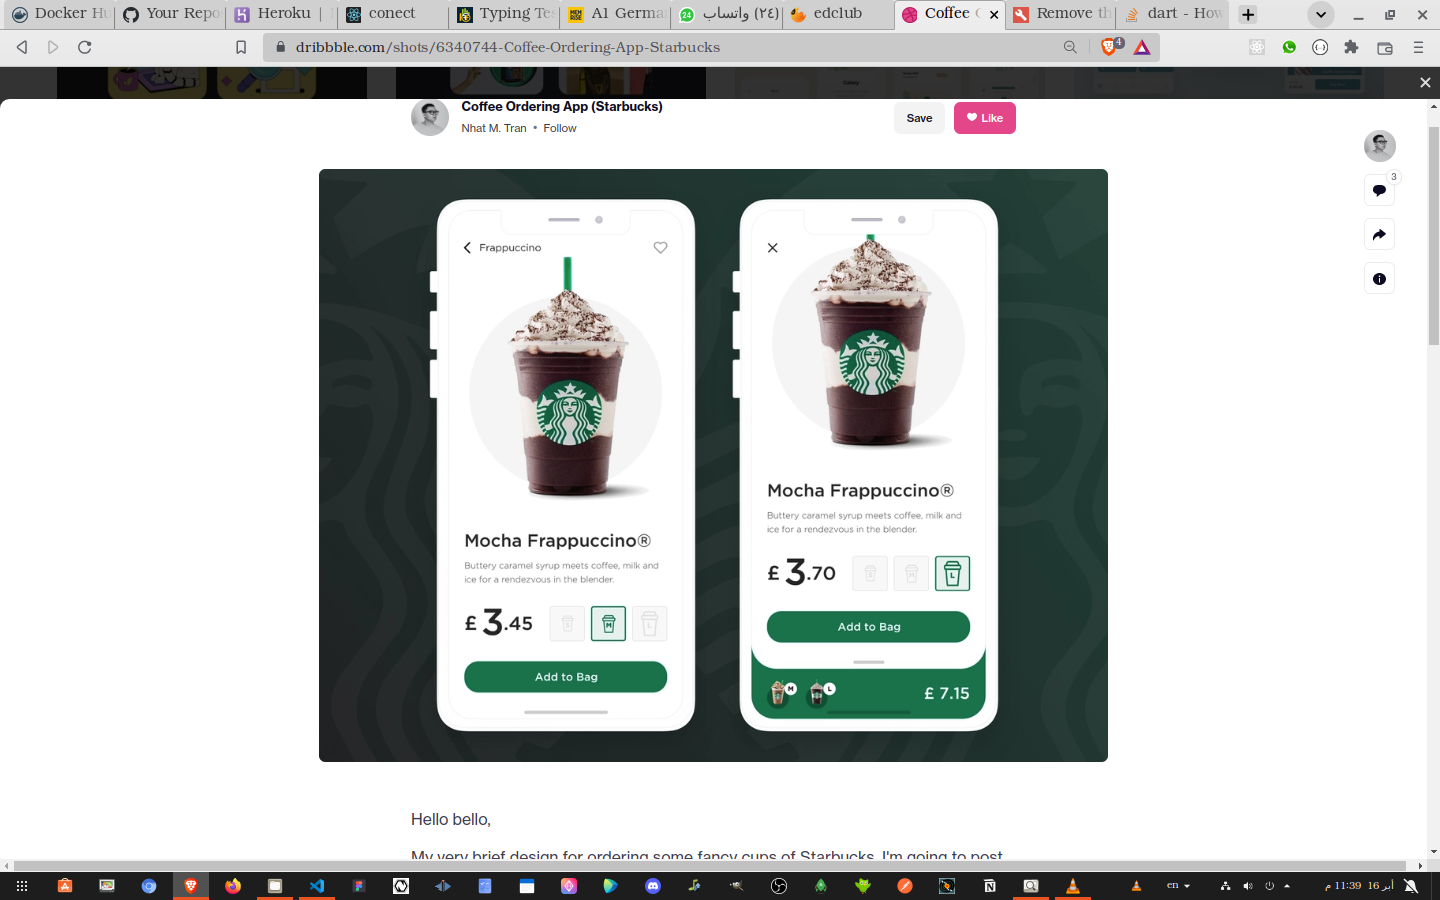 Docker Hu
Your Repo
Heroku |
conect
Typing Tes
A1 Germa
(٢٤) واتساب
edclub
Coffee O
Remove th
dart - How
dribbble.com/shots/6340744-Coffee-Ordering-App-Starbucks
4
Coffee Ordering App (Starbucks)
Nhat M. Tran • Follow
Save
Like
3
Frappuccino
Mocha Frappuccino®
Buttery caramel syrup meets coffee, milk and
ice for a rendezvous in the blender.
£ 3.45
S
M
L
Add to Bag
Mocha Frappuccino®
Buttery caramel syrup meets coffee, milk and
ice for a rendezvous in the blender.
£ 3.70
S
M
L
Add to Bag
M
L
£ 7.15
Hello bello,
My very brief design for ordering some fancy cups of Starbucks. I'm going to post
en
أبر 16 11:39 م